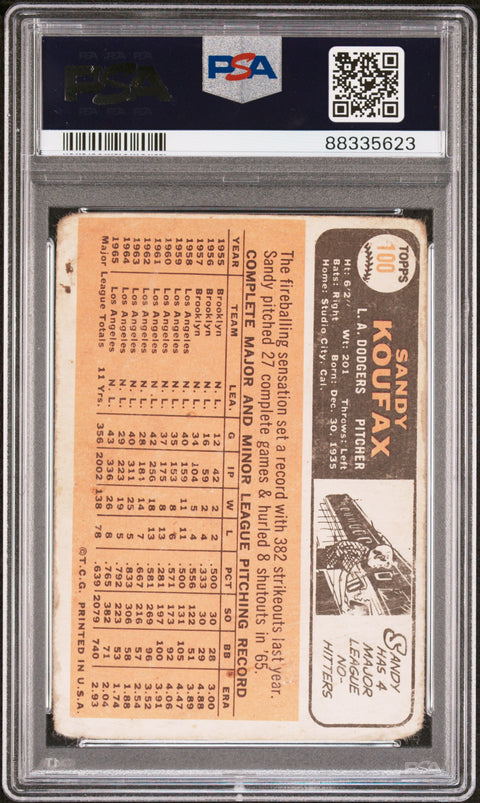 PSA
PSA
88335623
TOPPS
100
SANDY
KOUFAX
L. A. DODGERS PITCHER
Ht: 6'2" Wt: 201 Throws: Left
Bats: Right Born: Dec. 30, 1935
Home: Studio City, Cal.
SANDY
HAS 4
MAJOR
LEAGUE
NO-
HITTERS
The fireballing sensation set a record with 382 strikeouts last year.
Sandy pitched 27 complete games & hurled 8 shutouts in '65.
COMPLETE MAJOR AND MINOR LEAGUE PITCHING RECORD
YEAR TEAM LEA. G IP W L PCT SO BB ERA
1955 Brooklyn N. L. 12 42 2 2 .500 30 28 3.00
1956 Brooklyn N. L. 16 59 2 4 .333 30 29 4.88
1957 Brooklyn N. L. 34 104 5 4 .556 122 51 3.89
1958 Los Angeles N. L. 40 159 11 11 .500 131 105 4.47
1959 Los Angeles N. L. 35 153 8 6 .571 173 92 4.06
1960 Los Angeles N. L. 37 175 8 13 .381 197 100 3.91
1961 Los Angeles N. L. 42 256 18 13 .581 269 96 3.52
1962 Los Angeles N. L. 28 184 14 7 .667 216 57 2.54
1963 Los Angeles N. L. 40 311 25 5 .833 306 58 1.88
1964 Los Angeles N. L. 29 223 19 5 .792 223 53 1.74
1965 Los Angeles N. L. 43 336 26 8 .765 382 71 2.04
Major League Totals 11 Yrs. 356 2002 138 78 .639 2079 740 2.93
© T.C.G. PRINTED IN U.S.A.